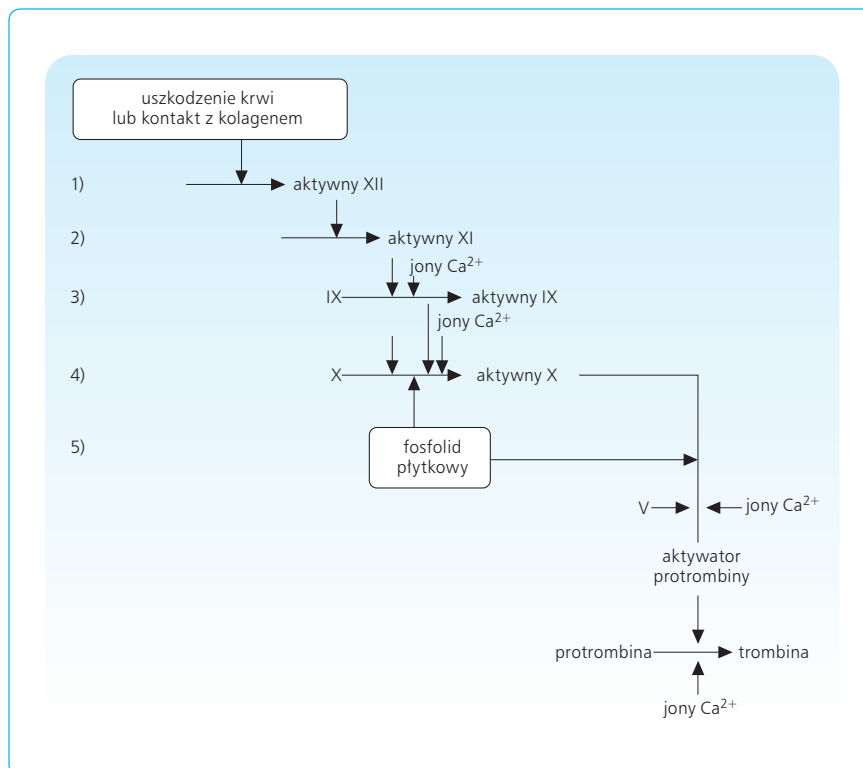 uszkodzenie krwi
lub kontakt z kolagenem
1)
aktywny XII
2)
aktywny XI
jony Ca²⁺
3)
IX
aktywny IX
jony Ca²⁺
4)
X
aktywny X
5)
fosfolid
płytkowy
V
jony Ca²⁺
aktywator
protrombiny
protrombina
trombina
jony Ca²⁺